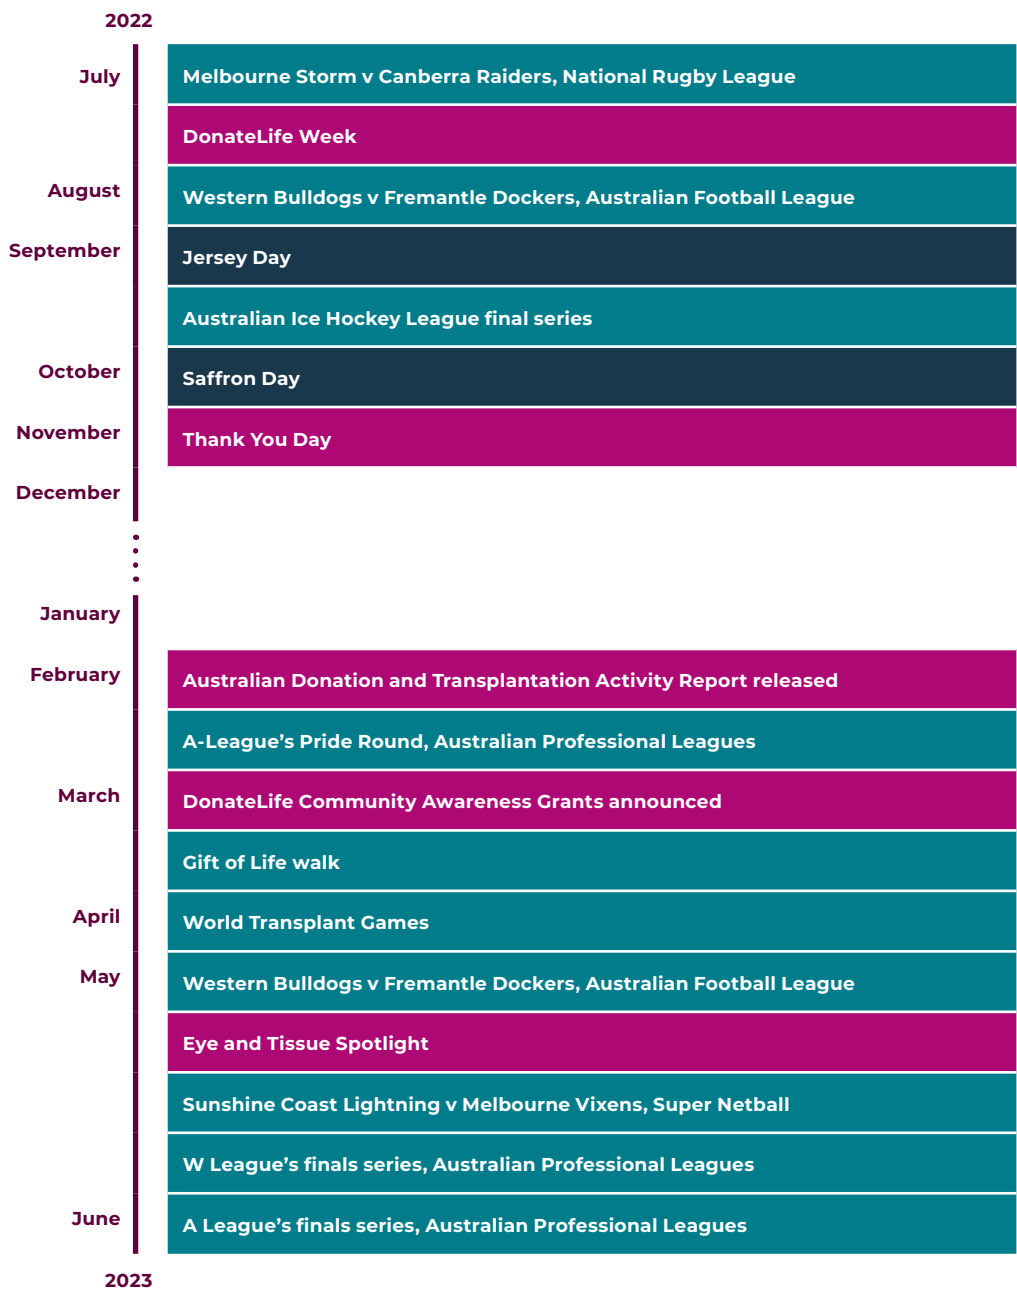 2022
July
Melbourne Storm v Canberra Raiders, National Rugby League
DonateLife Week
August
Western Bulldogs v Fremantle Dockers, Australian Football League
September
Jersey Day
Australian Ice Hockey League final series
October
Saffron Day
November
Thank You Day
December
January
February
Australian Donation and Transplantation Activity Report released
A-League’s Pride Round, Australian Professional Leagues
March
DonateLife Community Awareness Grants announced
Gift of Life walk
April
World Transplant Games
May
Western Bulldogs v Fremantle Dockers, Australian Football League
Eye and Tissue Spotlight
Sunshine Coast Lightning v Melbourne Vixens, Super Netball
W League’s finals series, Australian Professional Leagues
June
A League’s finals series, Australian Professional Leagues
2023